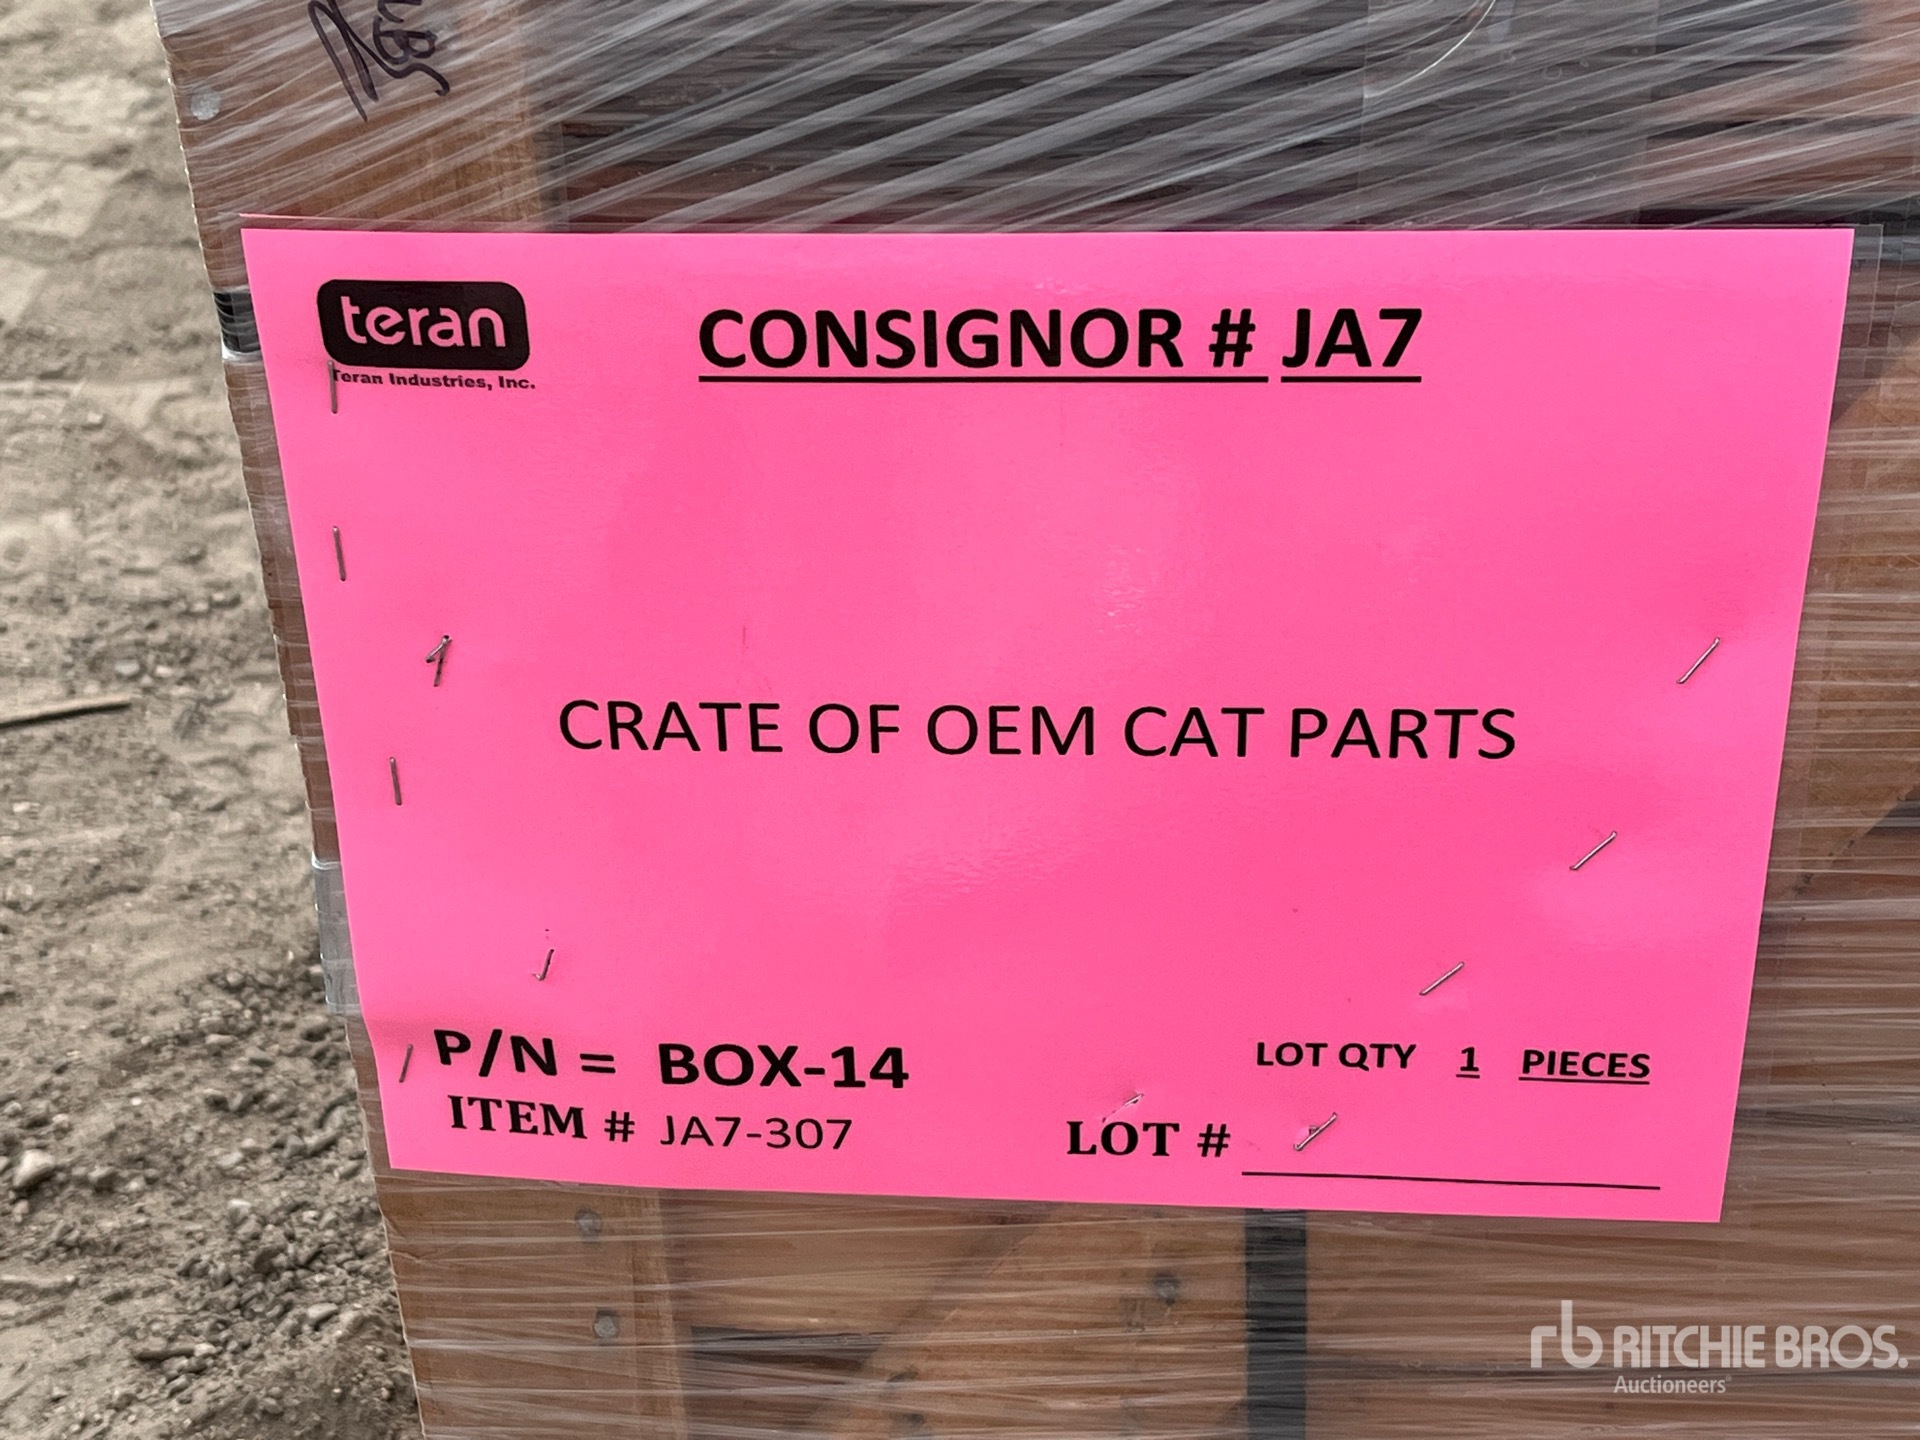 teran
Teran Industries, Inc.
CONSIGNOR # JA7
CRATE OF OEM CAT PARTS
P/N = BOX-14
LOT QTY 1 PIECES
ITEM # JA7-307
LOT #
rb RITCHIE BROS.
Auctioneers